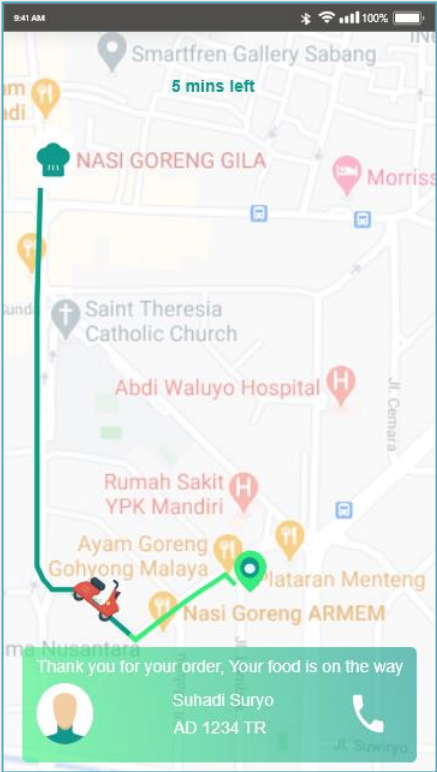 9:41 AM
100%
Smartfren Gallery Sabang
5 mins left
NASI GORENG GILA
Morriss
Saint Theresia
Catholic Church
Abdi Waluyo Hospital
Jl. Cemara
Rumah Sakit
YPK Mandiri
Ayam Goreng
Gohyong Malaya
Plataran Menteng
Nasi Goreng ARMEM
Nusantara
Thank you for your order, Your food is on the way
Suhadi Suryo
AD 1234 TR
Jl. Suwiryo